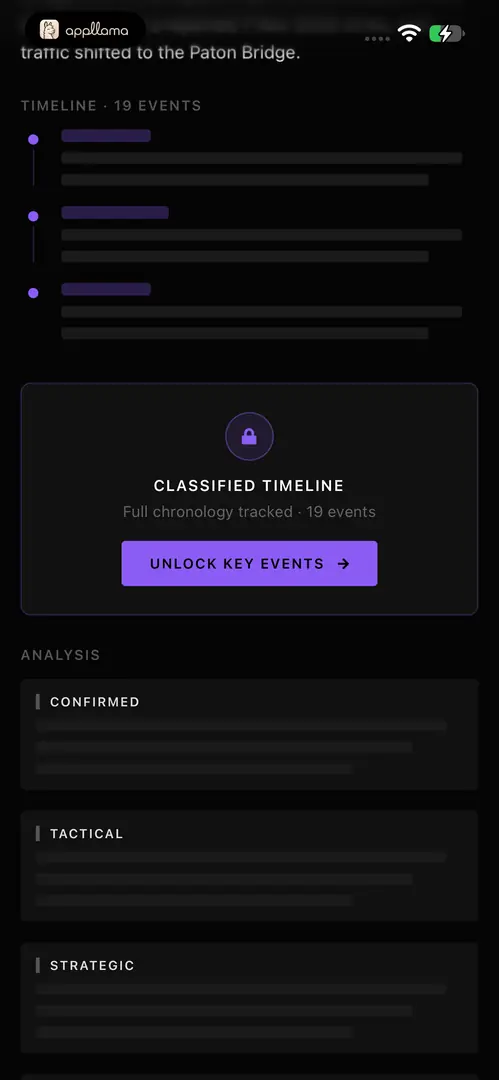 appllama
traffic shifted to the Paton Bridge.
TIMELINE · 19 EVENTS
CLASSIFIED TIMELINE
Full chronology tracked · 19 events
UNLOCK KEY EVENTS →
ANALYSIS
CONFIRMED
TACTICAL
STRATEGIC